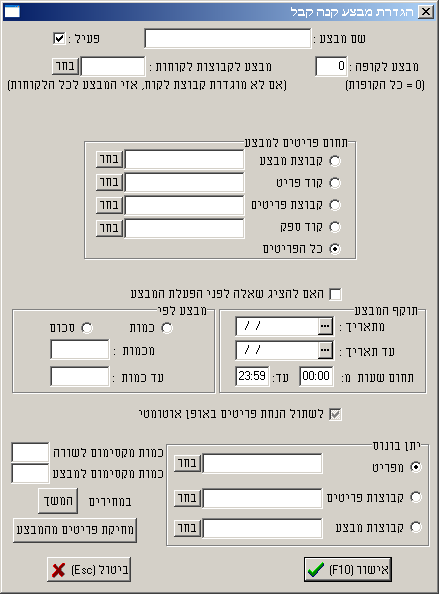 הגדרת מבצע קנה קבל
שם מבצע : פעיל :
מבצע לקופה : 0 מבצע לקבוצות לקוחות : בחר
(0 = כל הקופות) (אם לא מוגדרת קבוצת לקוח, אזי המבצע לכל הלקוחות)
תחום פריטים למבצע
קבוצת מבצע בחר
קוד פריט בחר
קבוצת פריטים בחר
קוד ספק בחר
כל הפריטים
האם להציג שאלה לפני הפעלת המבצע
תוקף המבצע
מתאריך : / / ...
עד תאריך : / / ...
תחום שעות מ: 00:00 עד: 23:59
מבצע לפי
כמות סכום
מכמות :
עד כמות :
לשתול הנחת פריטים באופן אוטומטי
יתן בונוס
מפריט בחר
קבוצות פריטים בחר
קבוצות מבצע בחר
כמות מקסימום לשורה
כמות מקסימום למבצע
במחירים המשך
מחיקת פריטים מהמבצע
אישור (F10) ביטול (Esc)